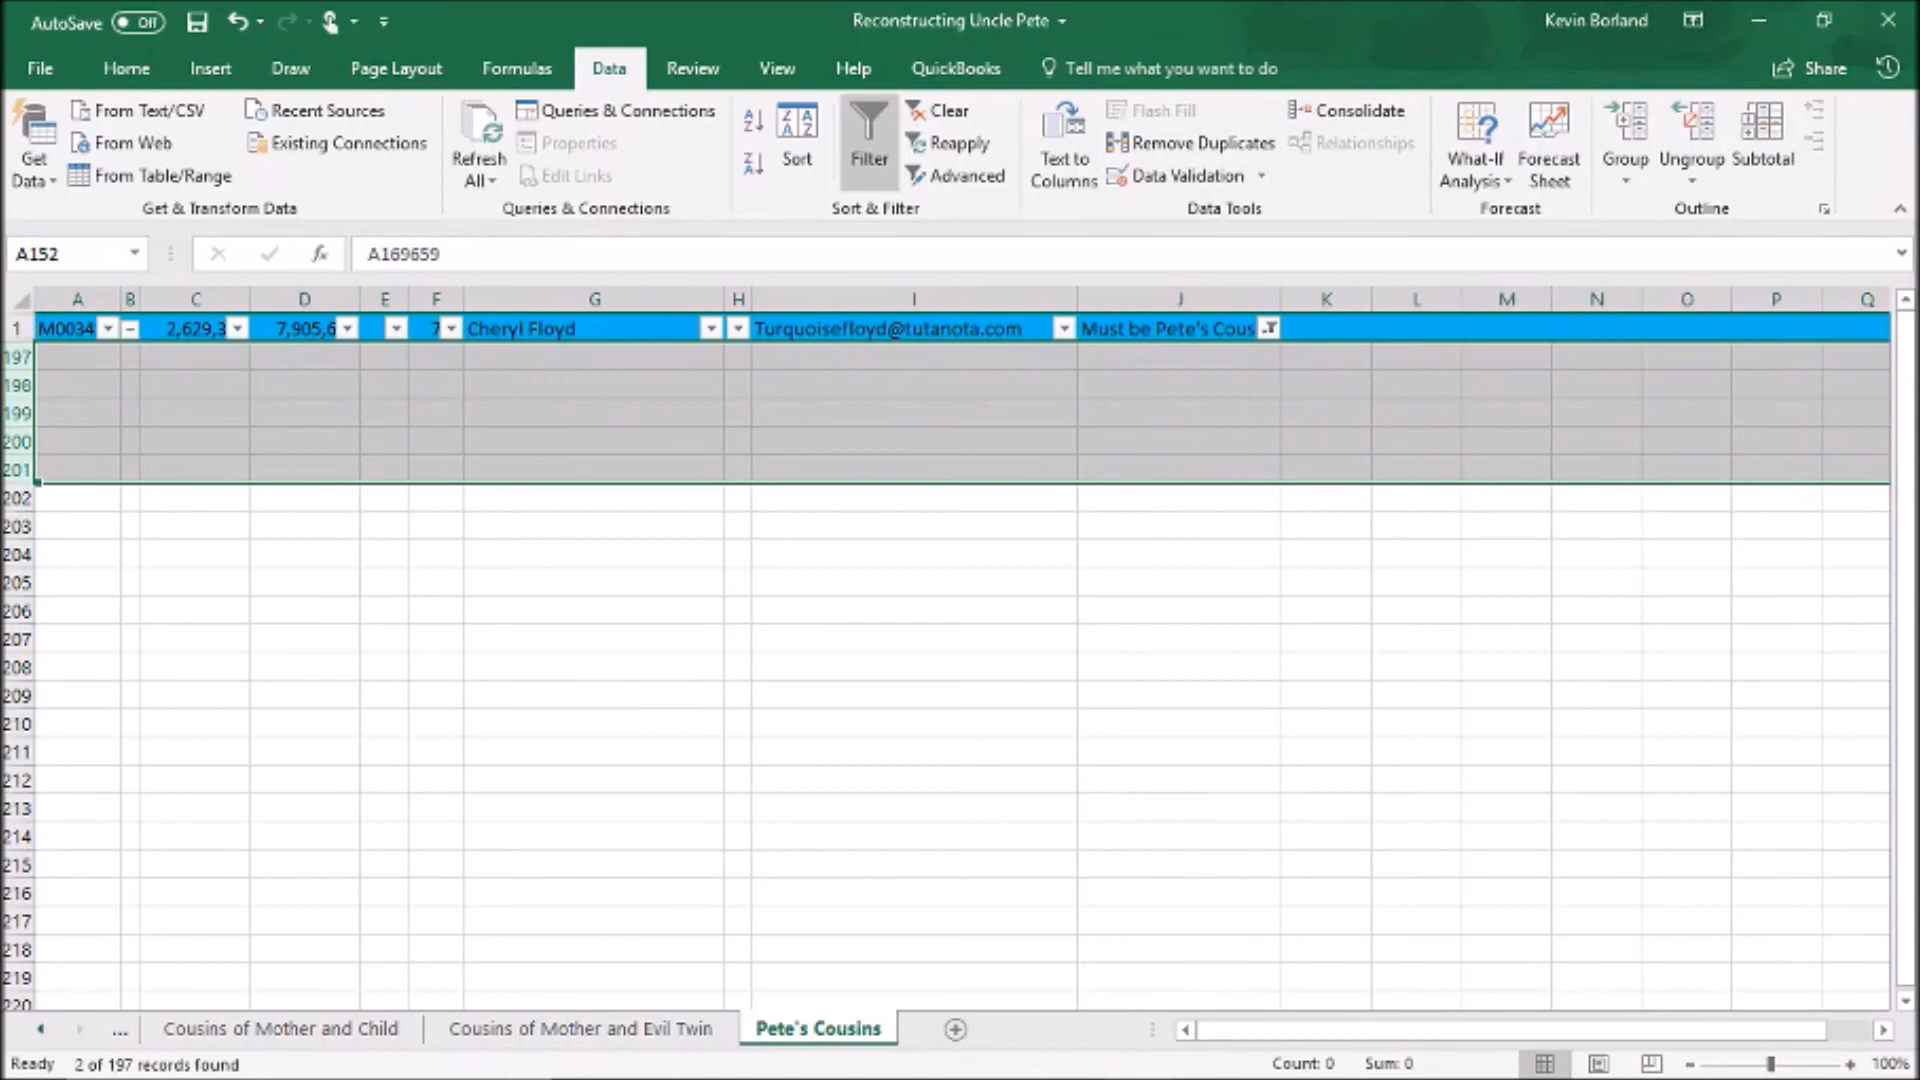 AutoSave Off Reconstructing Uncle Pete Kevin Borland
File Home Insert Draw Page Layout Formulas Data Review View Help QuickBooks Tell me what you want to do Share
Get Data
From Text/CSV
From Web
From Table/Range
Recent Sources
Existing Connections
Get & Transform Data
Refresh All
Queries & Connections
Properties
Edit Links
Queries & Connections
Sort
Filter
Clear
Reapply
Advanced
Sort & Filter
Text to Columns
Flash Fill
Remove Duplicates
Data Validation
Consolidate
Relationships
Data Tools
What-If Analysis
Forecast Sheet
Forecast
Group
Ungroup
Subtotal
Outline
A152 fx A169659
A B C D E F G H I J K L M N O P Q
1 M0034 – 2,629,3 7,905,6 7 Cheryl Floyd Turquoisefloyd@tutanota.com Must be Pete's Cous
197
198
199
200
201
202
203
204
205
206
207
208
209
210
211
212
213
214
215
216
217
218
219
220
... Cousins of Mother and Child Cousins of Mother and Evil Twin Pete's Cousins
Ready 2 of 197 records found Count: 0 Sum: 0 100%